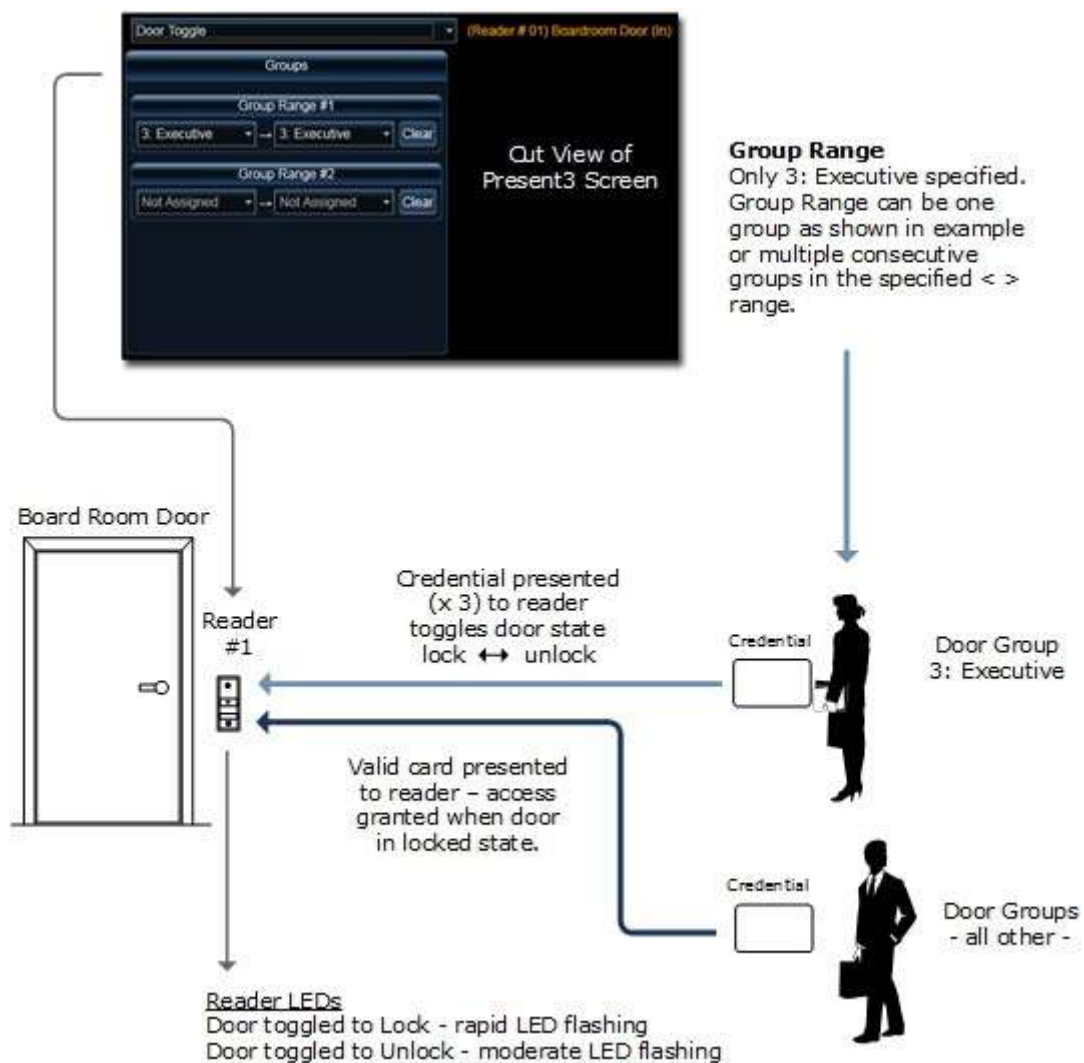 Door Toggle
(Reader # 01) Boardroom Door (In)
Groups
Group Range #1
3: Executive → 3: Executive Clear
Group Range #2
Not Assigned → Not Assigned Clear
Cut View of
Present3 Screen
Group Range
Only 3: Executive specified.
Group Range can be one
group as shown in example
or multiple consecutive
groups in the specified < >
range.
Board Room Door
Reader
#1
Credential presented
(x 3) to reader
toggles door state
lock ↔ unlock
Credential
Door Group
3: Executive
Valid card presented
to reader – access
granted when door
in locked state.
Credential
Door Groups
- all other -
Reader LEDs
Door toggled to Lock - rapid LED flashing
Door toggled to Unlock - moderate LED flashing